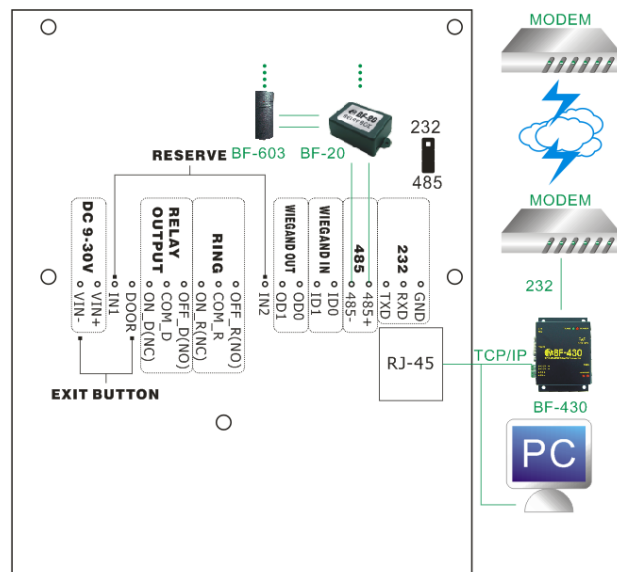 MODEM
232
485
BF-603
BF-20
BF-20
RESERVE
MODEM
DC 9-30V
RELAY
OUTPUT
RING
WIEGAND OUT
WIEGAND IN
485
232
VIN-
VIN+
IN1
DOOR
ON_D(NC)
COM_D
OFF_D(NO)
ON_R(NC)
COM_R
OFF_R(NO)
IN2
OD1
OD0
ID1
ID0
485-
485+
TXD
RXD
GND
232
EXIT BUTTON
RJ-45
TCP/IP
BF-430
BF-430
PC